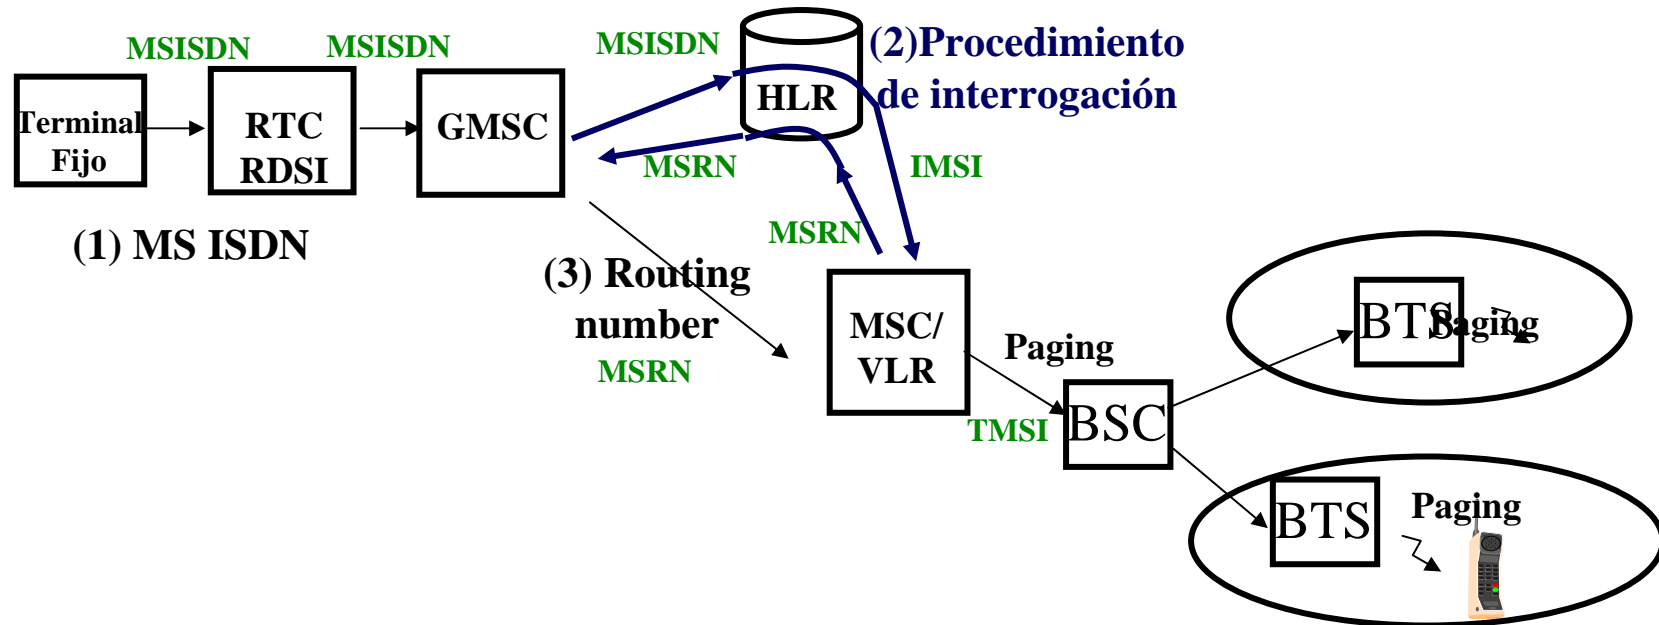 MSISDN
MSISDN
MSISDN
(2)Procedimiento
de interrogación
Terminal
Fijo
RTC
RDSI
GMSC
HLR
MSRN
IMSI
MSRN
(1) MS ISDN
(3) Routing
number
MSRN
MSC/
VLR
Paging
TMSI
BSC
BTS
Paging
BTS
Paging